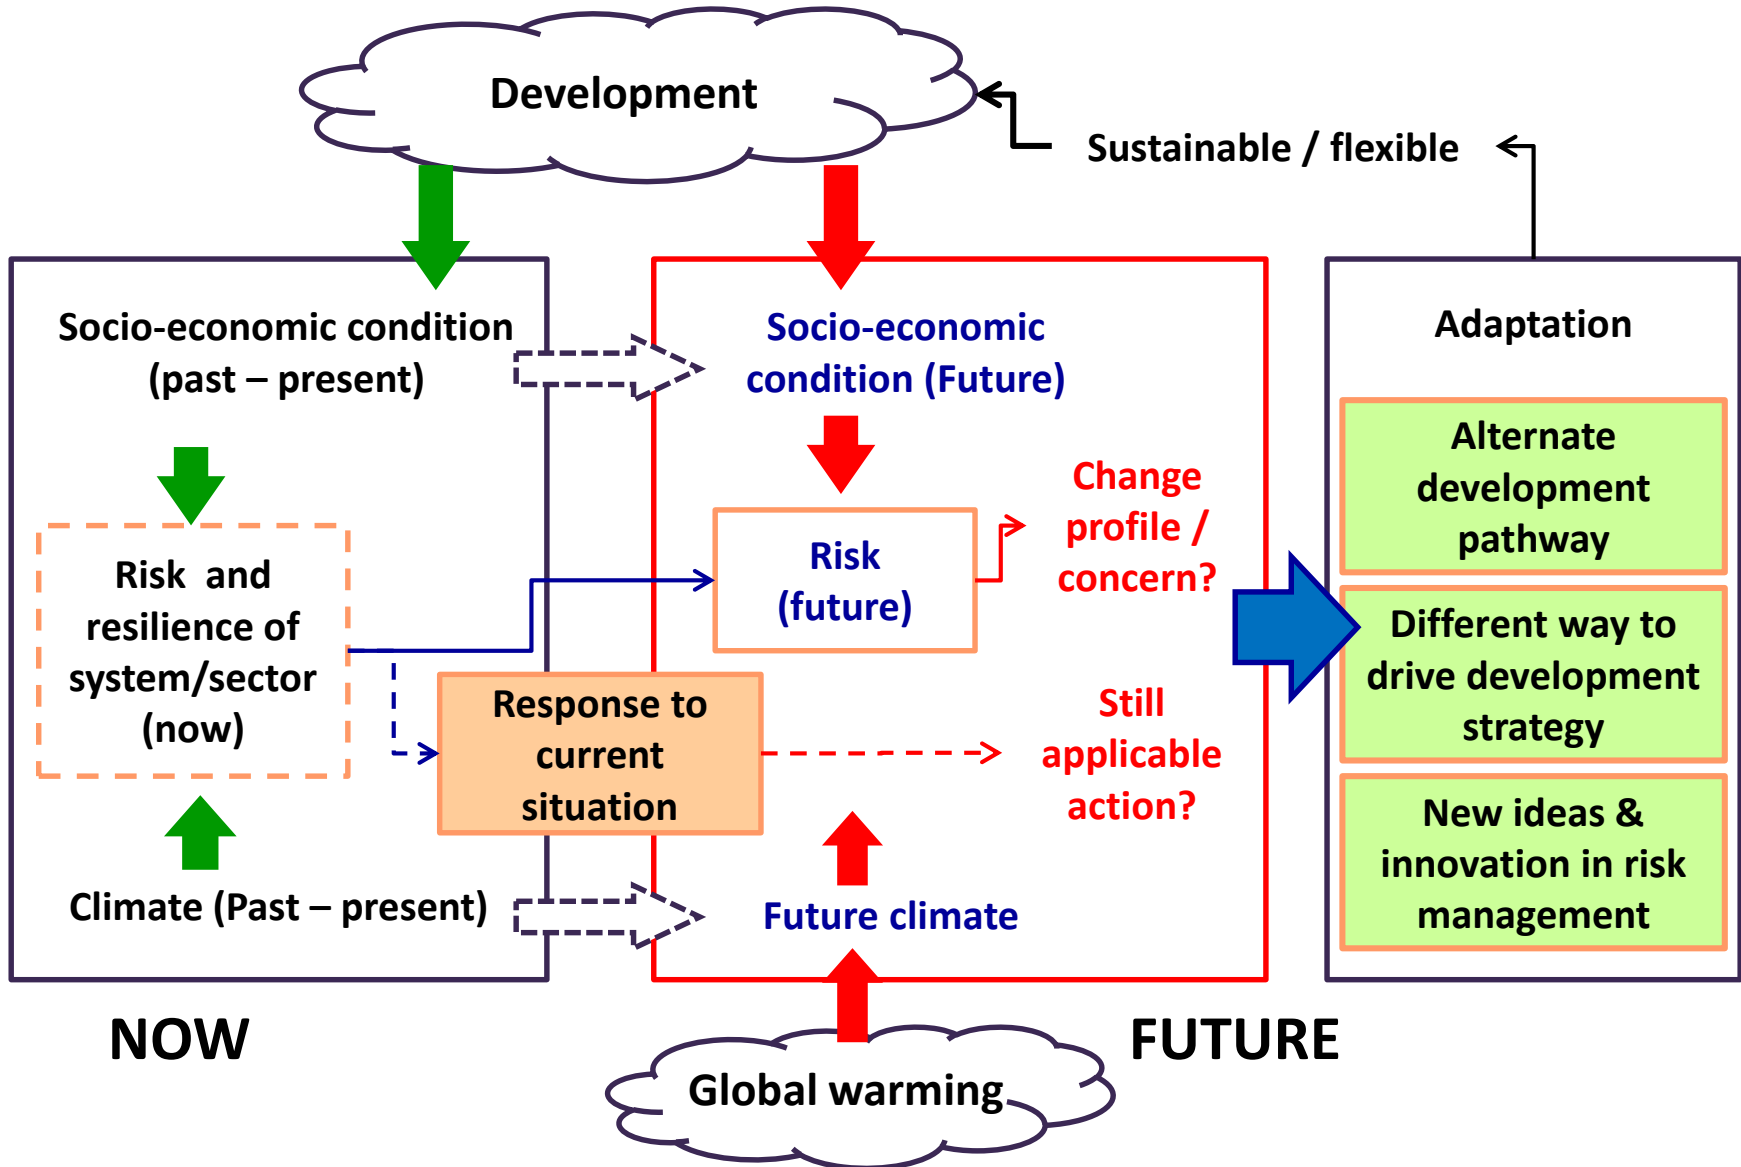 Development
Sustainable / flexible
Socio-economic condition
(past – present)
Risk and
resilience of
system/sector
(now)
Climate (Past – present)
Response to
current
situation
Socio-economic
condition (Future)
Risk
(future)
Change
profile /
concern?
Still
applicable
action?
Future climate
Adaptation
Alternate
development
pathway
Different way to
drive development
strategy
New ideas &
innovation in risk
management
NOW
FUTURE
Global warming